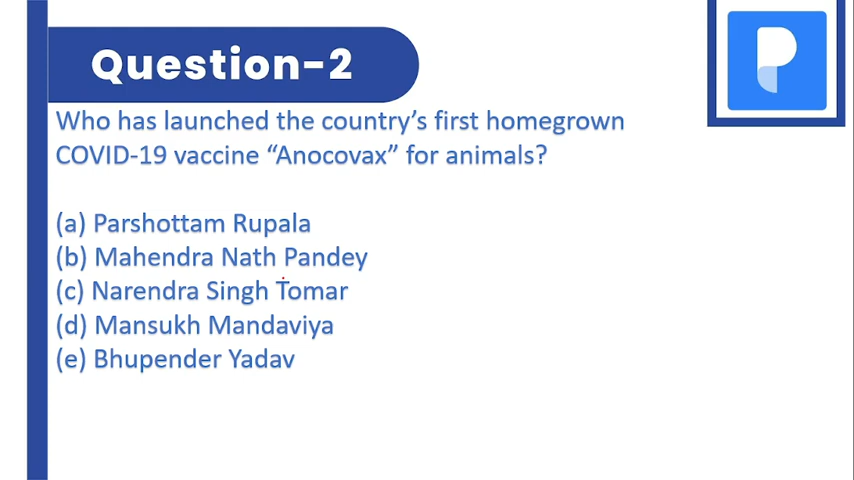 Question-2
Who has launched the country’s first homegrown
COVID-19 vaccine “Anocovax” for animals?
(a) Parshottam Rupala
(b) Mahendra Nath Pandey
(c) Narendra Singh Tomar
(d) Mansukh Mandaviya
(e) Bhupender Yadav